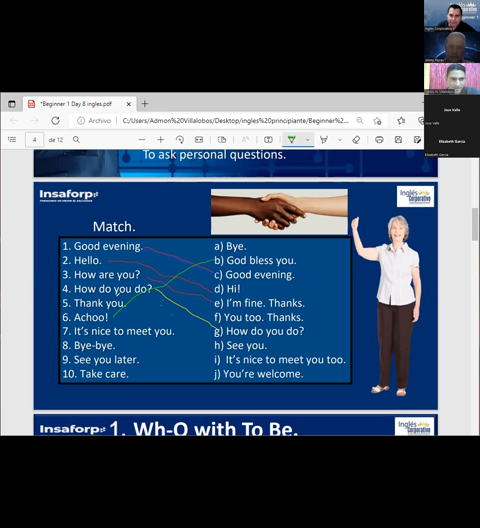 *Beginner 1 Day 8 ingles.pdf
Archivo
C:/Users/Admon%20Villalobos/Desktop/ingles%20principiante/Beginner%2...
4
de 12
To ask personal questions.
Insaforp
Inglés
Corporativo
Match.
1. Good evening.
2. Hello.
3. How are you?
4. How do you do?
5. Thank you.
6. Achoo!
7. It's nice to meet you.
8. Bye-bye.
9. See you later.
10. Take care.
a) Bye.
b) God bless you.
c) Good evening.
d) Hi!
e) I'm fine. Thanks.
f) You too. Thanks.
g) How do you do?
h) See you.
i) It's nice to meet you too.
j) You're welcome.
Insaforp
1. Wh-Q with To Be.
Inglés
Corporativo
Jose Valle
Jose Valle
Elizabeth Garcia
Elizabeth Garcia